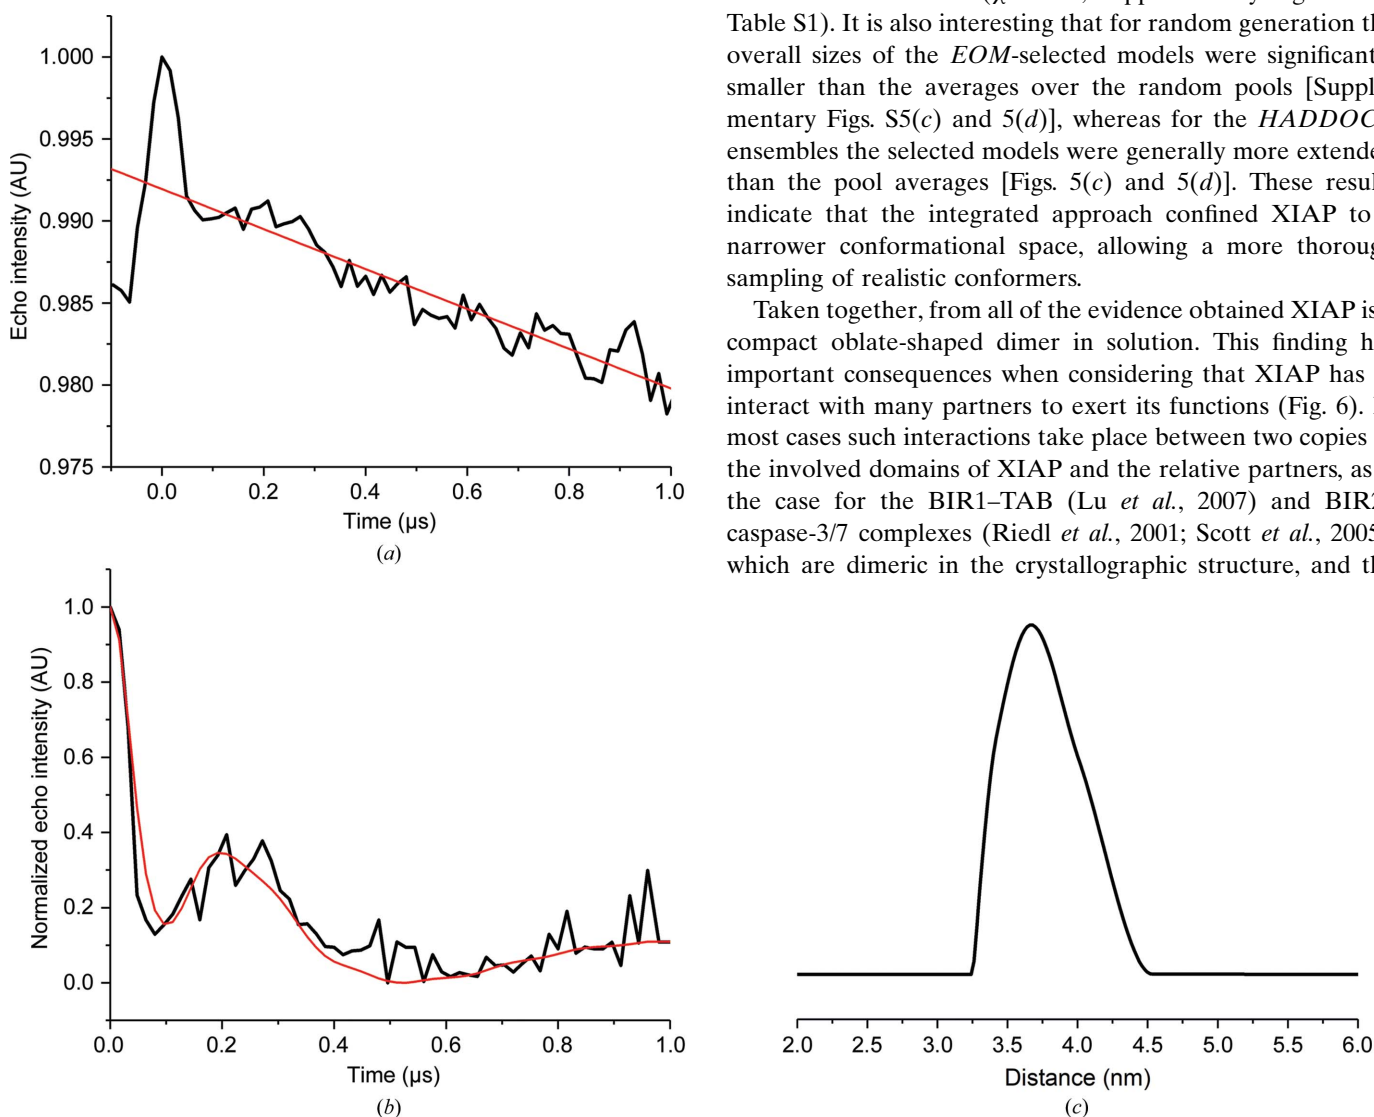 Table S1). It is also interesting that for random generation
overall sizes of the EOM-selected models were
smaller than the averages over the random pools
mentary Figs. S5(c) and 5(d)], whereas for the
ensembles the selected models were generally more
than the pool averages [Figs. 5(c) and 5(d)]. These
indicate that the integrated approach confined XIAP to
narrower conformational space, allowing a more
sampling of realistic conformers.
Taken together, from all of the evidence obtained XIAP is
compact oblate-shaped dimer in solution. This finding
important consequences when considering that XIAP has
interact with many partners to exert its functions (Fig. 6).
most cases such interactions take place between two copies
the involved domains of XIAP and the relative partners, as
the case for the BIR1–TAB (Lu et al., 2007) and
caspase-3/7 complexes (Riedl et al., 2001; Scott et al., 2005
which are dimeric in the crystallographic structure, and
1.000
0.995
0.990
0.985
0.980
0.975
Echo intensity (AU)
0.0 0.2 0.4 0.6 0.8 1.0
Time (μs)
(a)
1.0
0.8
0.6
0.4
0.2
0.0
Normalized echo intensity (AU)
0.0 0.2 0.4 0.6 0.8 1.0
Time (μs)
(b)
2.0 2.5 3.0 3.5 4.0 4.5 5.0 5.5 6.0
Distance (nm)
(c)